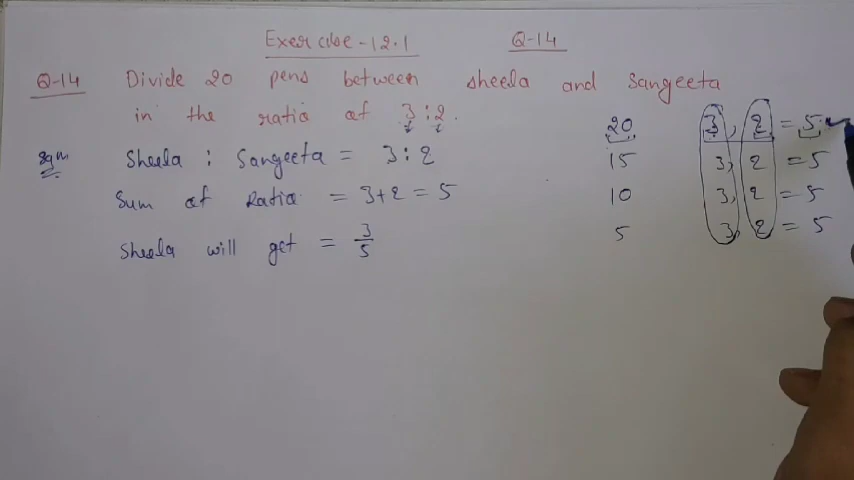 Exercise - 12.1 Q-14
Q-14 Divide 20 pens between sheela and Sangeeta
in the ratio of 3:2.
Sheela : Sangeeta = 3:2
Sum of Ratio = 3+2 = 5
Sheela will get = 3/5
20 3, 2 = 5
15 3, 2 = 5
10 3, 2 = 5
5 3, 2 = 5